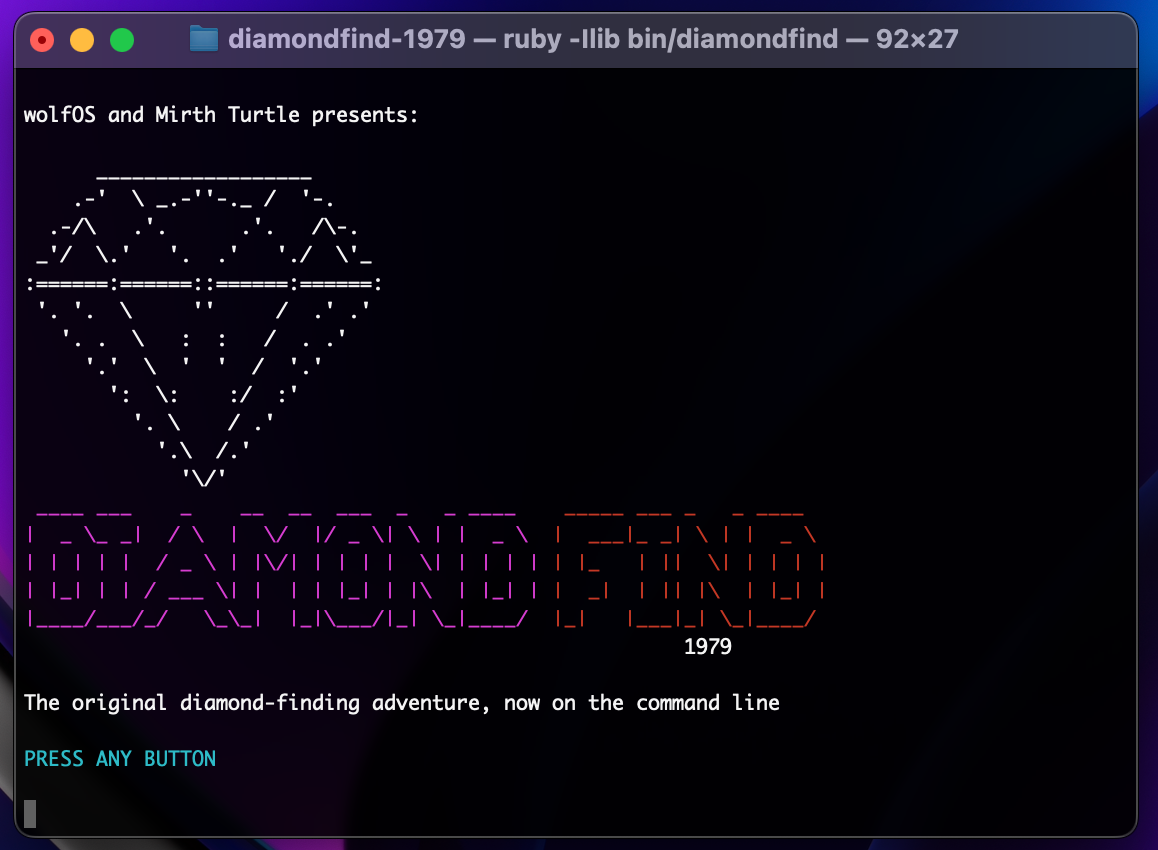 diamondfind-1979 — ruby -Ilib bin/diamondfind — 92×27
wolfOS and Mirth Turtle presents:
DIAMOND FIND
1979
The original diamond-finding adventure, now on the command line
PRESS ANY BUTTON